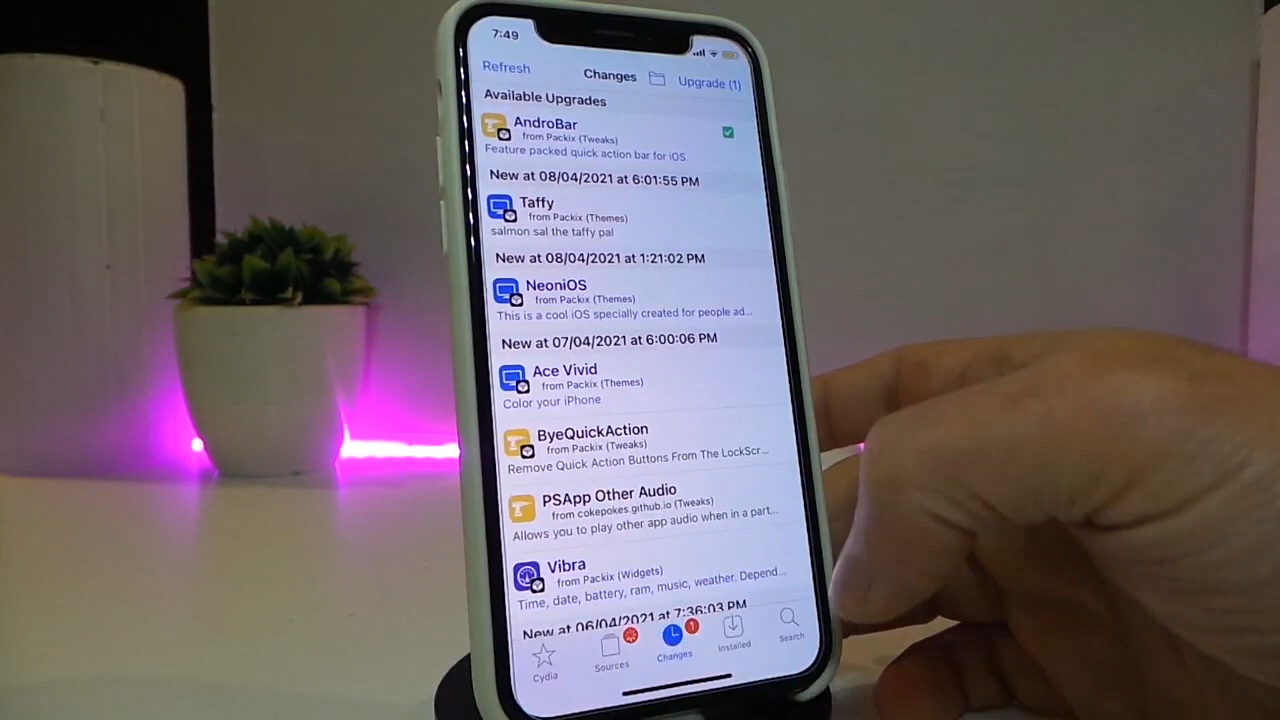 7:49
Refresh Changes Upgrade (1)
Available Upgrades
AndroBar
from Packix (Tweaks)
Feature packed quick action bar for iOS.
New at 08/04/2021 at 6:01:55 PM
Taffy
from Packix (Themes)
salmon sal the taffy pal
New at 08/04/2021 at 1:21:02 PM
NeoniOS
from Packix (Themes)
This is a cool iOS specially created for people ad...
New at 07/04/2021 at 6:00:06 PM
Ace Vivid
from Packix (Themes)
Color your iPhone
ByeQuickAction
from Packix (Tweaks)
Remove Quick Action Buttons From The LockScr...
PSApp Other Audio
from cokepokes.github.io (Tweaks)
Allows you to play other app audio when in a part...
Vibra
from Packix (Widgets)
Time, date, battery, ram, music, weather. Depend...
New at 06/04/2021 at 7:36:03 PM
1
Cydia Sources Changes Installed Search